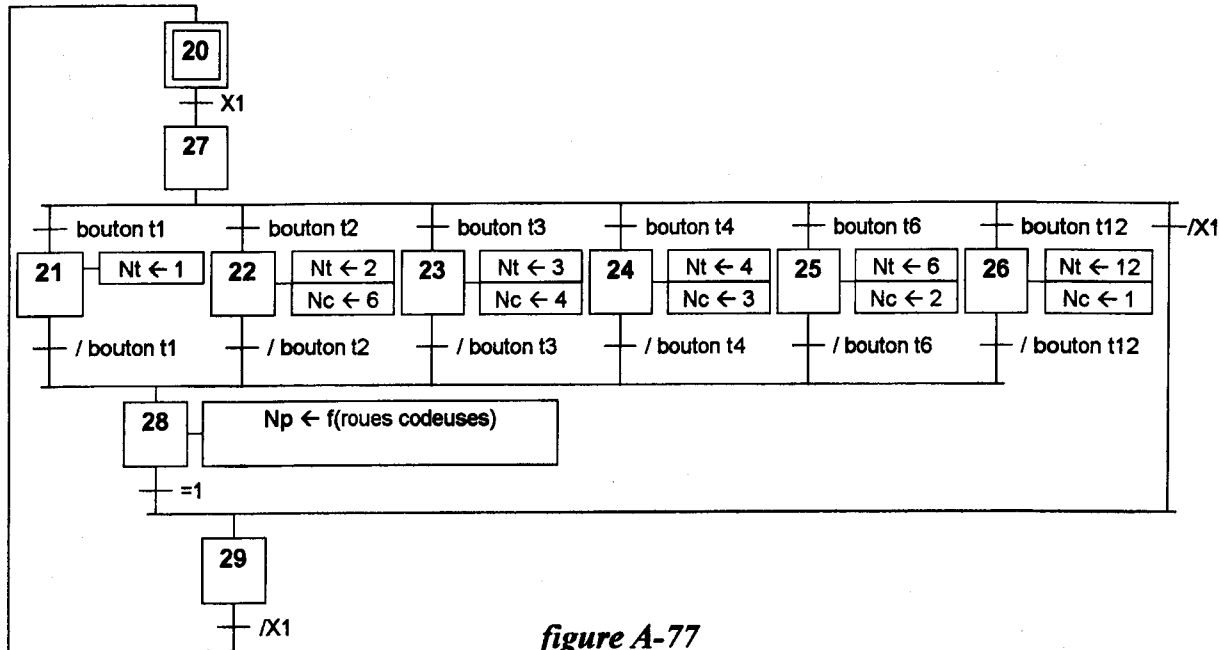 20
X1
27
bouton t1 bouton t2 bouton t3 bouton t4 bouton t6 bouton t12 /X1
21 Nt ← 1 22 Nt ← 2 23 Nt ← 3 24 Nt ← 4 25 Nt ← 6 26 Nt ← 12
Nc ← 6 Nc ← 4 Nc ← 3 Nc ← 2 Nc ← 1
/ bouton t1 / bouton t2 / bouton t3 / bouton t4 / bouton t6 / bouton t12
28 Np ← f(roues codeuses)
=1
29
/X1
figure A-77